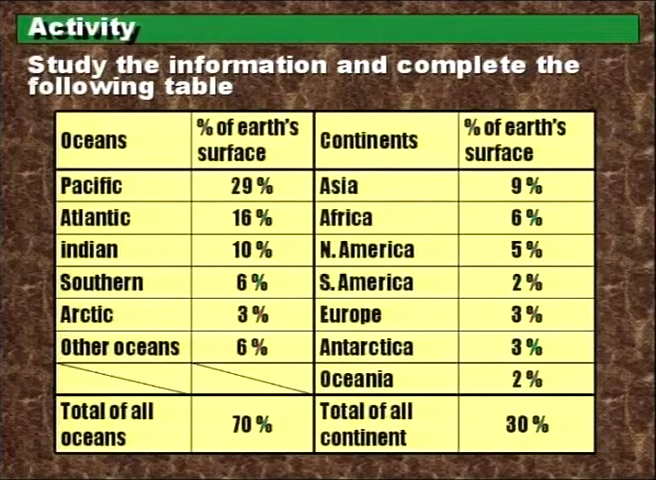 Activity
Study the information and complete the
following table
Oceans % of earth's surface Continents % of earth's surface
Pacific 29 % Asia 9 %
Atlantic 16 % Africa 6 %
indian 10 % N. America 5 %
Southern 6 % S. America 2 %
Arctic 3 % Europe 3 %
Other oceans 6 % Antarctica 3 %
Oceania 2 %
Total of all oceans 70 % Total of all continent 30 %